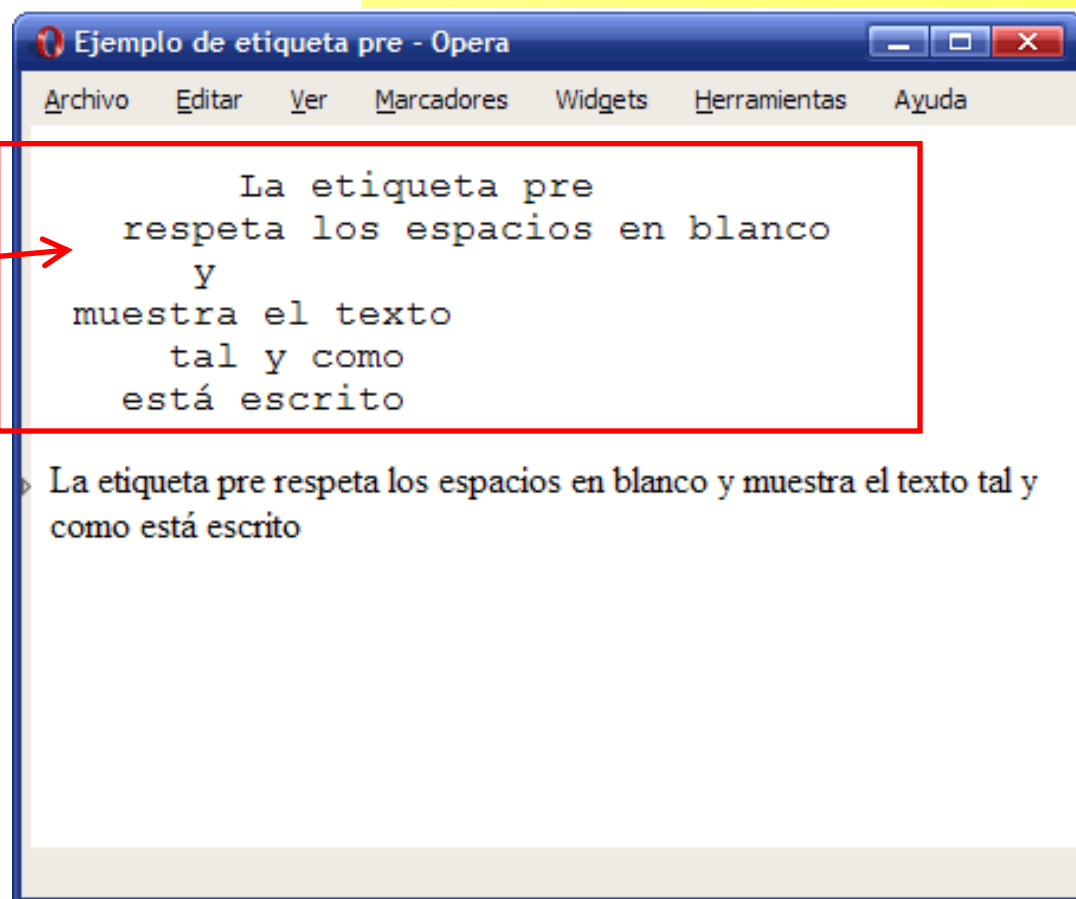 Ejemplo de etiqueta pre - Opera
Archivo Editar Ver Marcadores Widgets Herramientas Ayuda
La etiqueta pre
respeta los espacios en blanco
y
muestra el texto
tal y como
está escrito
La etiqueta pre respeta los espacios en blanco y muestra el texto tal y
como está escrito